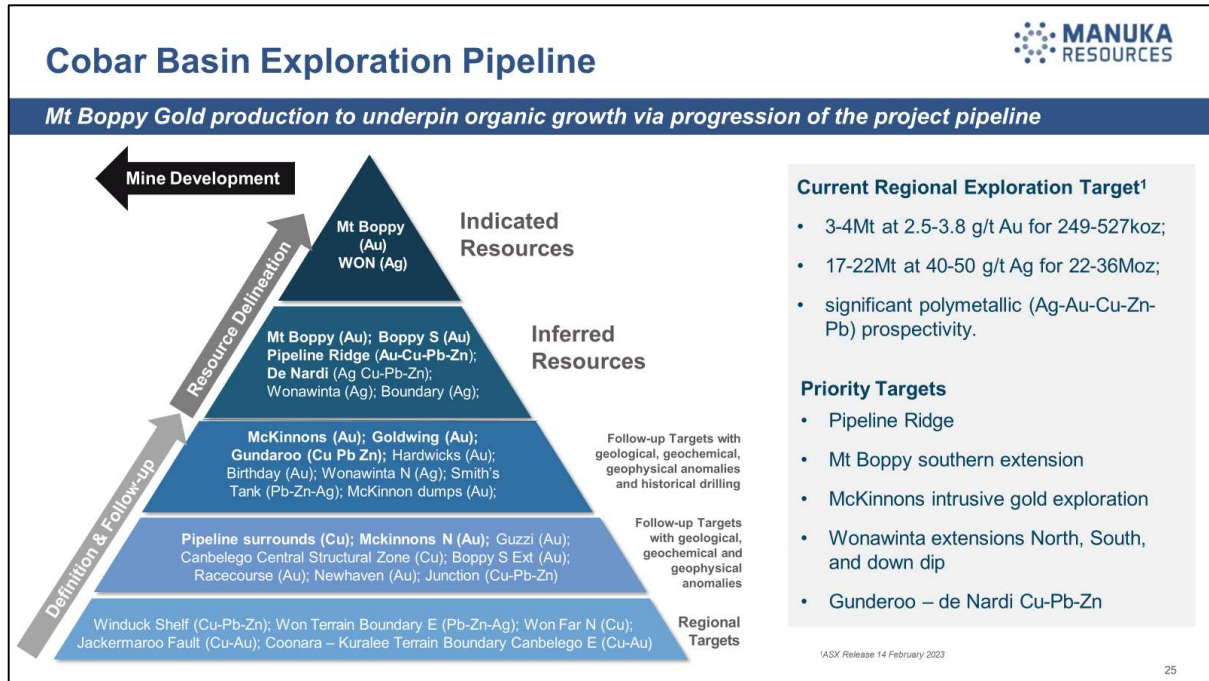 Cobar Basin Exploration Pipeline
MANUKA
RESOURCES
Mt Boppy Gold production to underpin organic growth via progression of the project pipeline
Mine Development
Resource Delineation
Definition & Follow-up
Mt Boppy
(Au)
WON (Ag)
Indicated
Resources
Mt Boppy (Au); Boppy S (Au)
Pipeline Ridge (Au-Cu-Pb-Zn);
De Nardi (Ag Cu-Pb-Zn);
Wonawinta (Ag); Boundary (Ag);
Inferred
Resources
McKinnons (Au); Goldwing (Au);
Gundaroo (Cu Pb Zn); Hardwicks (Au);
Birthday (Au); Wonawinta N (Ag); Smith's
Tank (Pb-Zn-Ag); McKinnon dumps (Au);
Follow-up Targets with
geological, geochemical,
geophysical anomalies
and historical drilling
Pipeline surrounds (Cu); Mckinnons N (Au); Guzzi (Au);
Canbelego Central Structural Zone (Cu); Boppy S Ext (Au);
Racecourse (Au); Newhaven (Au); Junction (Cu-Pb-Zn)
Follow-up Targets
with geological,
geochemical and
geophysical
anomalies
Winduck Shelf (Cu-Pb-Zn); Won Terrain Boundary E (Pb-Zn-Ag); Won Far N (Cu);
Jackermaroo Fault (Cu-Au); Coonara – Kuralee Terrain Boundary Canbelego E (Cu-Au)
Regional
Targets
Current Regional Exploration Target¹
• 3-4Mt at 2.5-3.8 g/t Au for 249-527koz;
• 17-22Mt at 40-50 g/t Ag for 22-36Moz;
• significant polymetallic (Ag-Au-Cu-Zn-
Pb) prospectivity.
Priority Targets
• Pipeline Ridge
• Mt Boppy southern extension
• McKinnons intrusive gold exploration
• Wonawinta extensions North, South,
and down dip
• Gunderoo – de Nardi Cu-Pb-Zn
¹ASX Release 14 February 2023
25